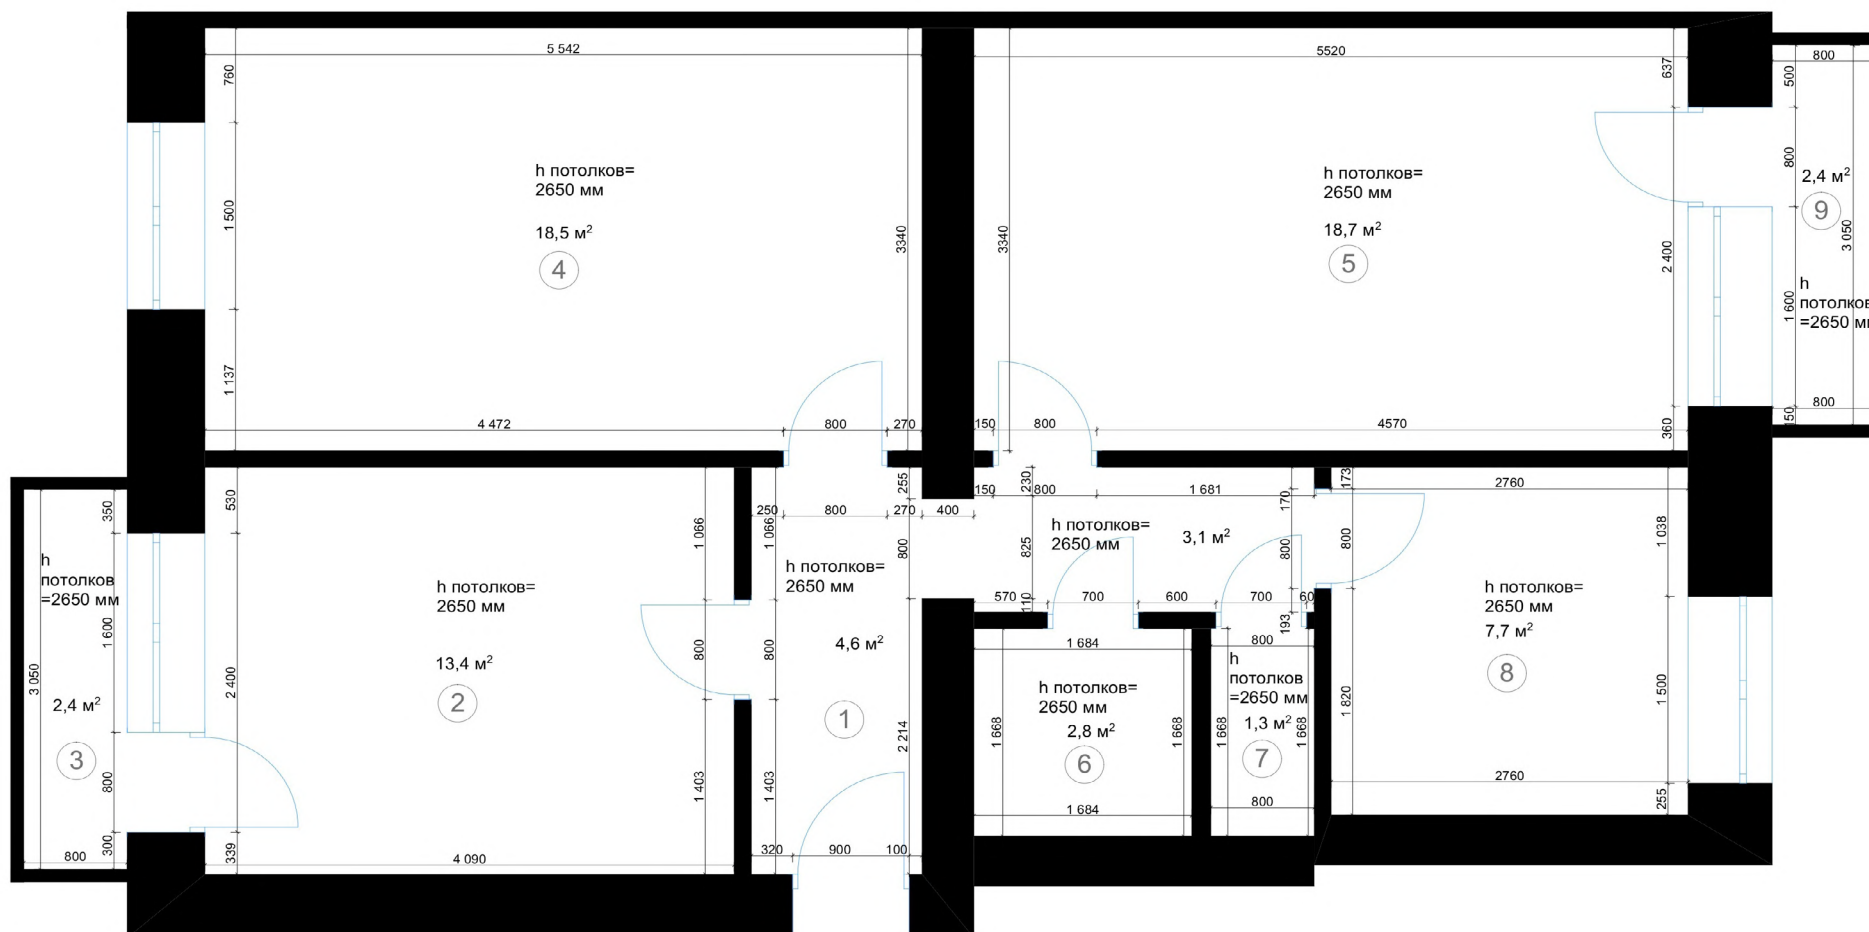 5 542
5520
800
760
637
500
h потолков=
2650 мм
18,5 м²
4
1 500
3340
1 137
4 472
800
270
h потолков=
2650 мм
18,7 м²
5
3340
2 400
800
2,4 м²
9
3 050
1 600
h
потолков
=2650 м
150
800
4570
360
800
150
530
1 066
1 066
255
250
800
270
400
150
800
1 681
230
170
173
2760
350
h
потолков
=2650 мм
1 600
3 050
2,4 м²
3
800
300
800
h потолков=
2650 мм
13,4 м²
2
2 400
339
4 090
800
1 403
800
1 403
h потолков=
2650 мм
4,6 м²
1
800
2 214
320
900
100
h потолков=
2650 мм
3,1 м²
825
110
570
700
600
700
60
800
193
800
1 684
h потолков=
2650 мм
2,8 м²
6
1 668
1 668
1 684
800
h
потолков
=2650 мм
1,3 м²
7
1 668
1 668
800
1 820
h потолков=
2650 мм
7,7 м²
8
1 038
1 500
2760
255